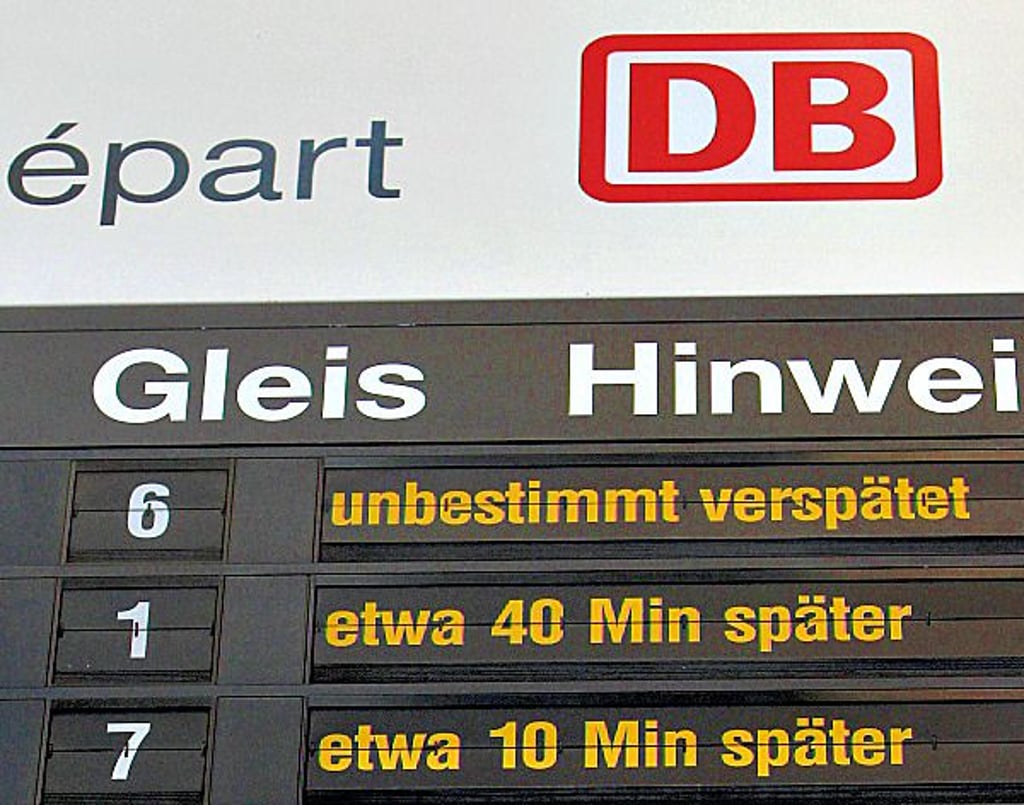 épart DB
Gleis Hinwei
6 unbestimmt verspätet
1 etwa 40 Min später
7 etwa 10 Min später